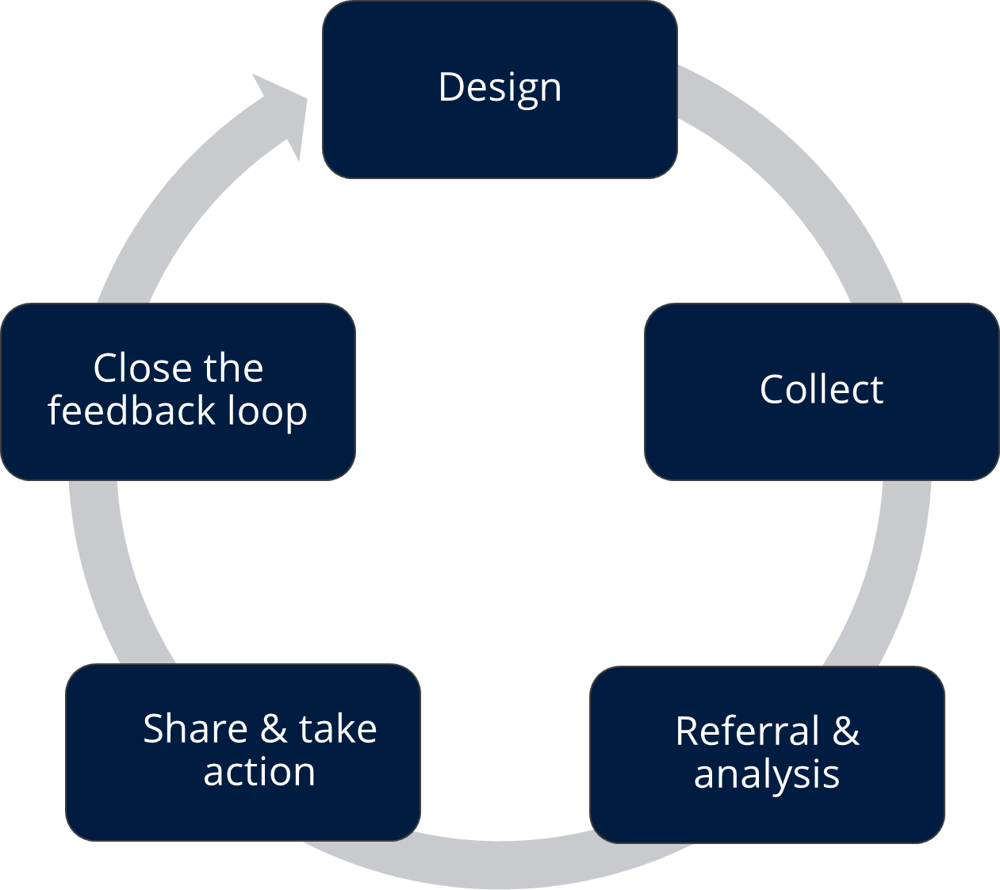 Design
Collect
Referral &
analysis
Share & take
action
Close the
feedback loop